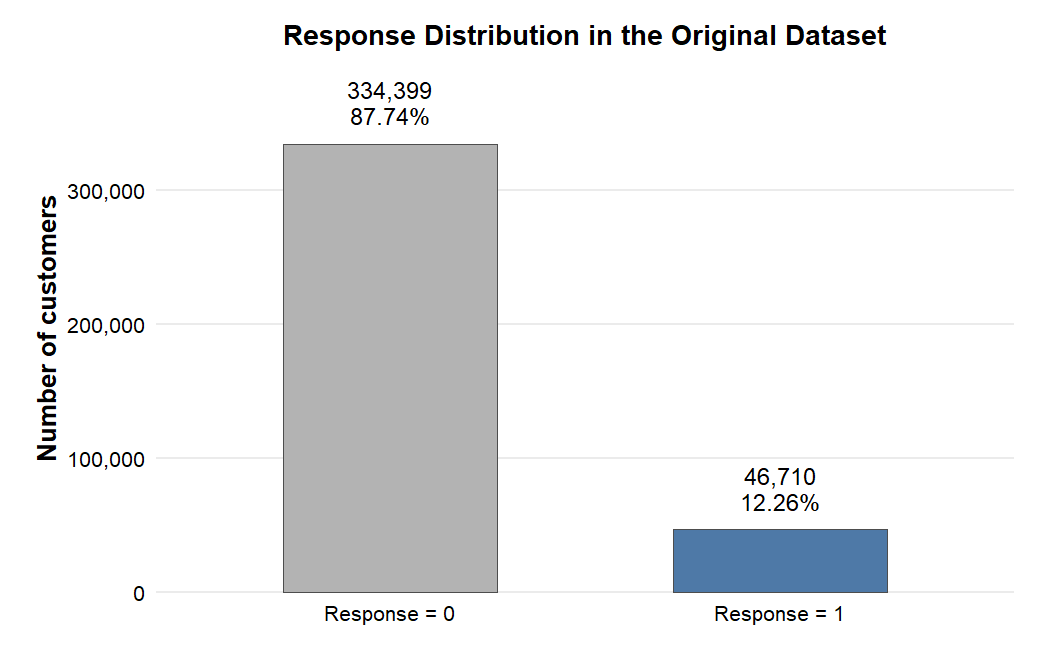 Response Distribution in the Original Dataset
334,399
87.74%
300,000
Number of customers
200,000
100,000
46,710
12.26%
0
Response = 0
Response = 1